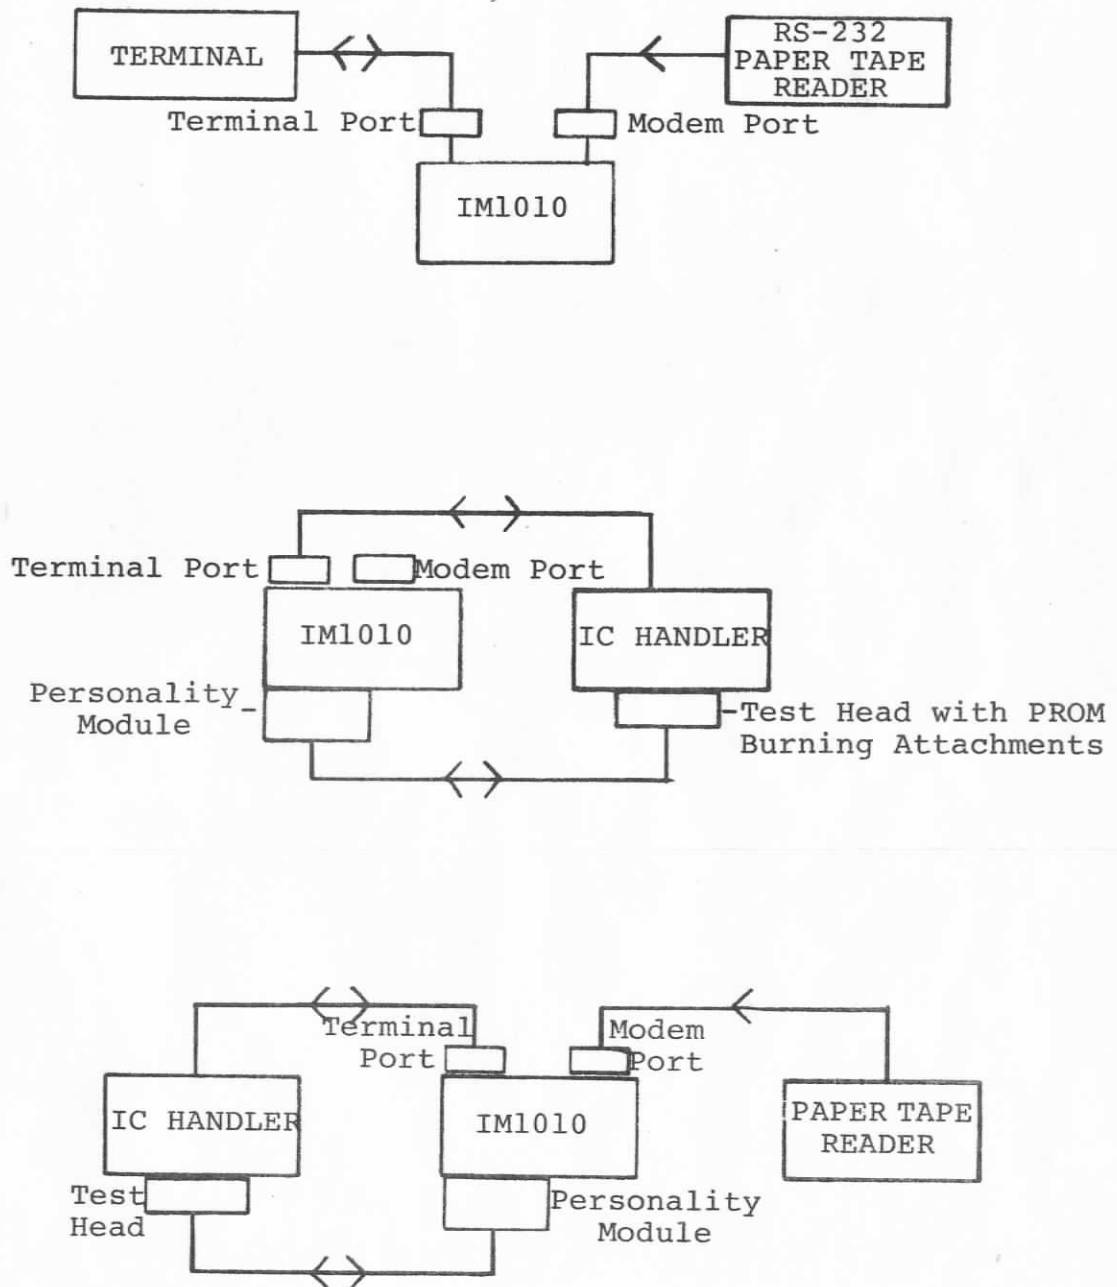 TERMINAL
RS-232
PAPER TAPE
READER
Terminal Port
Modem Port
IM1010
Terminal Port
Modem Port
IM1010
IC HANDLER
Personality
Module
Test Head with PROM
Burning Attachments
Terminal
Port
Modem
Port
IC HANDLER
IM1010
PAPER TAPE
READER
Test
Head
Personality
Module